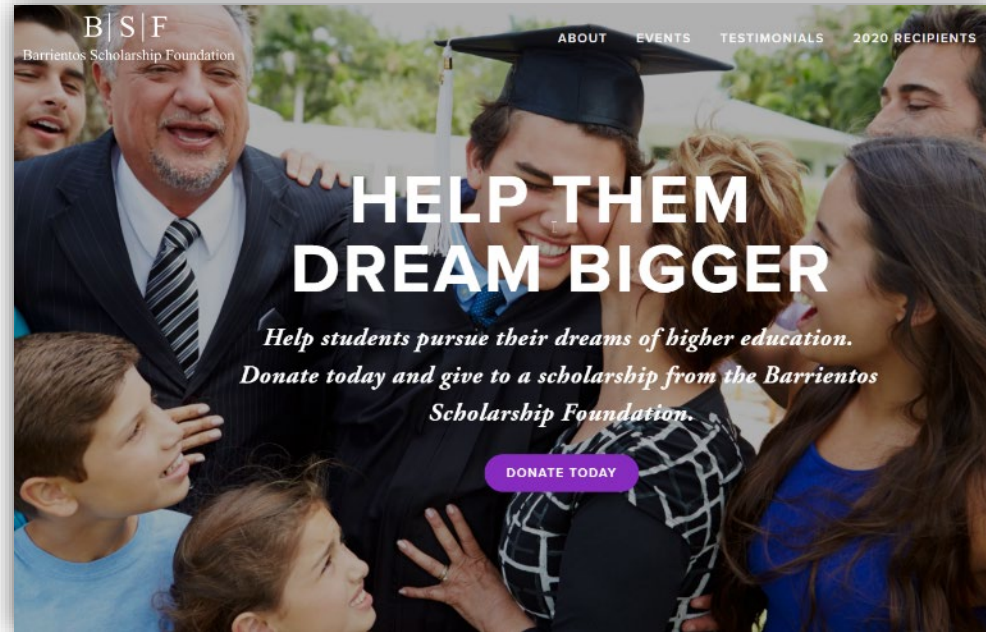 B|S|F
Barrientos Scholarship Foundation
ABOUT EVENTS TESTIMONIALS 2020 RECIPIENTS
HELP THEM
DREAM BIGGER
Help students pursue their dreams of higher education.
Donate today and give to a scholarship from the Barrientos
Scholarship Foundation.
DONATE TODAY